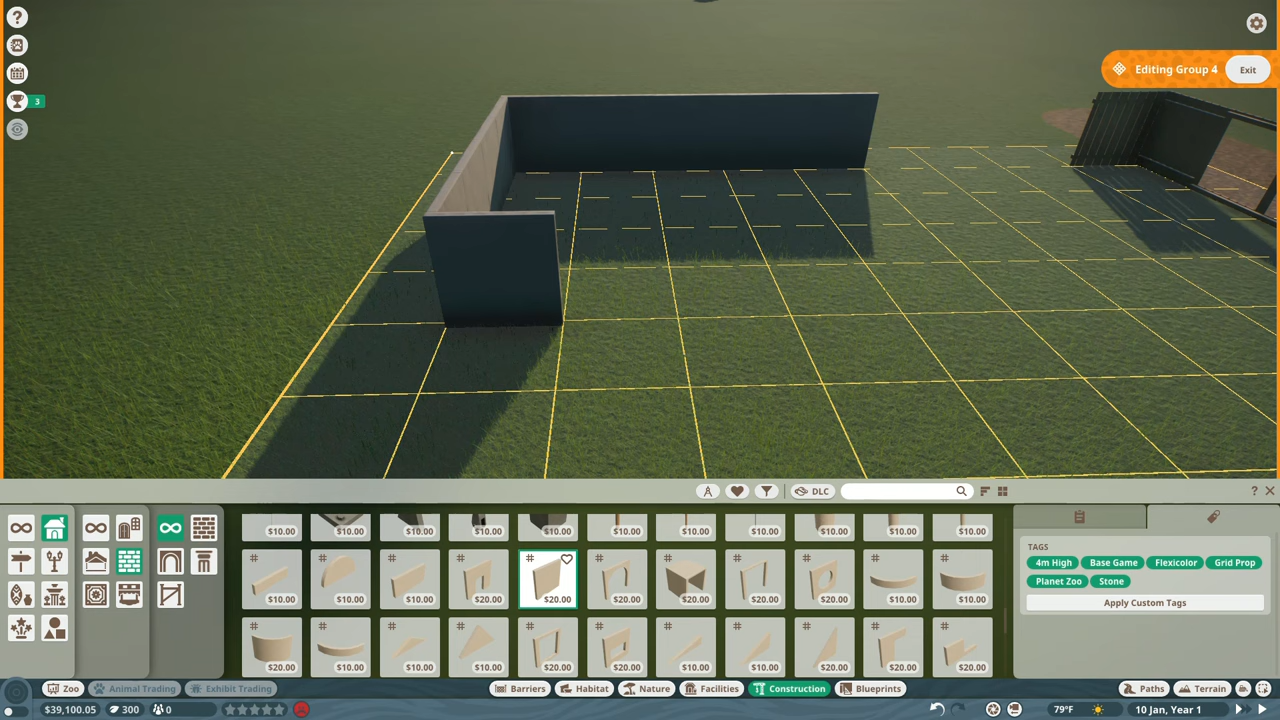 ?
3
Editing Group 4
Exit
DLC
?
$10.00 $10.00 $10.00 $10.00 $10.00 $10.00 $10.00 $10.00 $10.00 $10.00 $10.00
$10.00 $10.00 $10.00 $20.00 $20.00 $20.00 $20.00 $20.00 $20.00 $10.00 $10.00
$20.00 $10.00 $10.00 $10.00 $20.00 $20.00 $10.00 $10.00 $20.00 $20.00 $20.00
TAGS
4m High Base Game Flexicolor Grid Prop
Planet Zoo Stone
Apply Custom Tags
Zoo Animal Trading Exhibit Trading Barriers Habitat Nature Facilities Construction Blueprints Paths Terrain
$39,100.05 300 0 79°F 10 Jan, Year 1